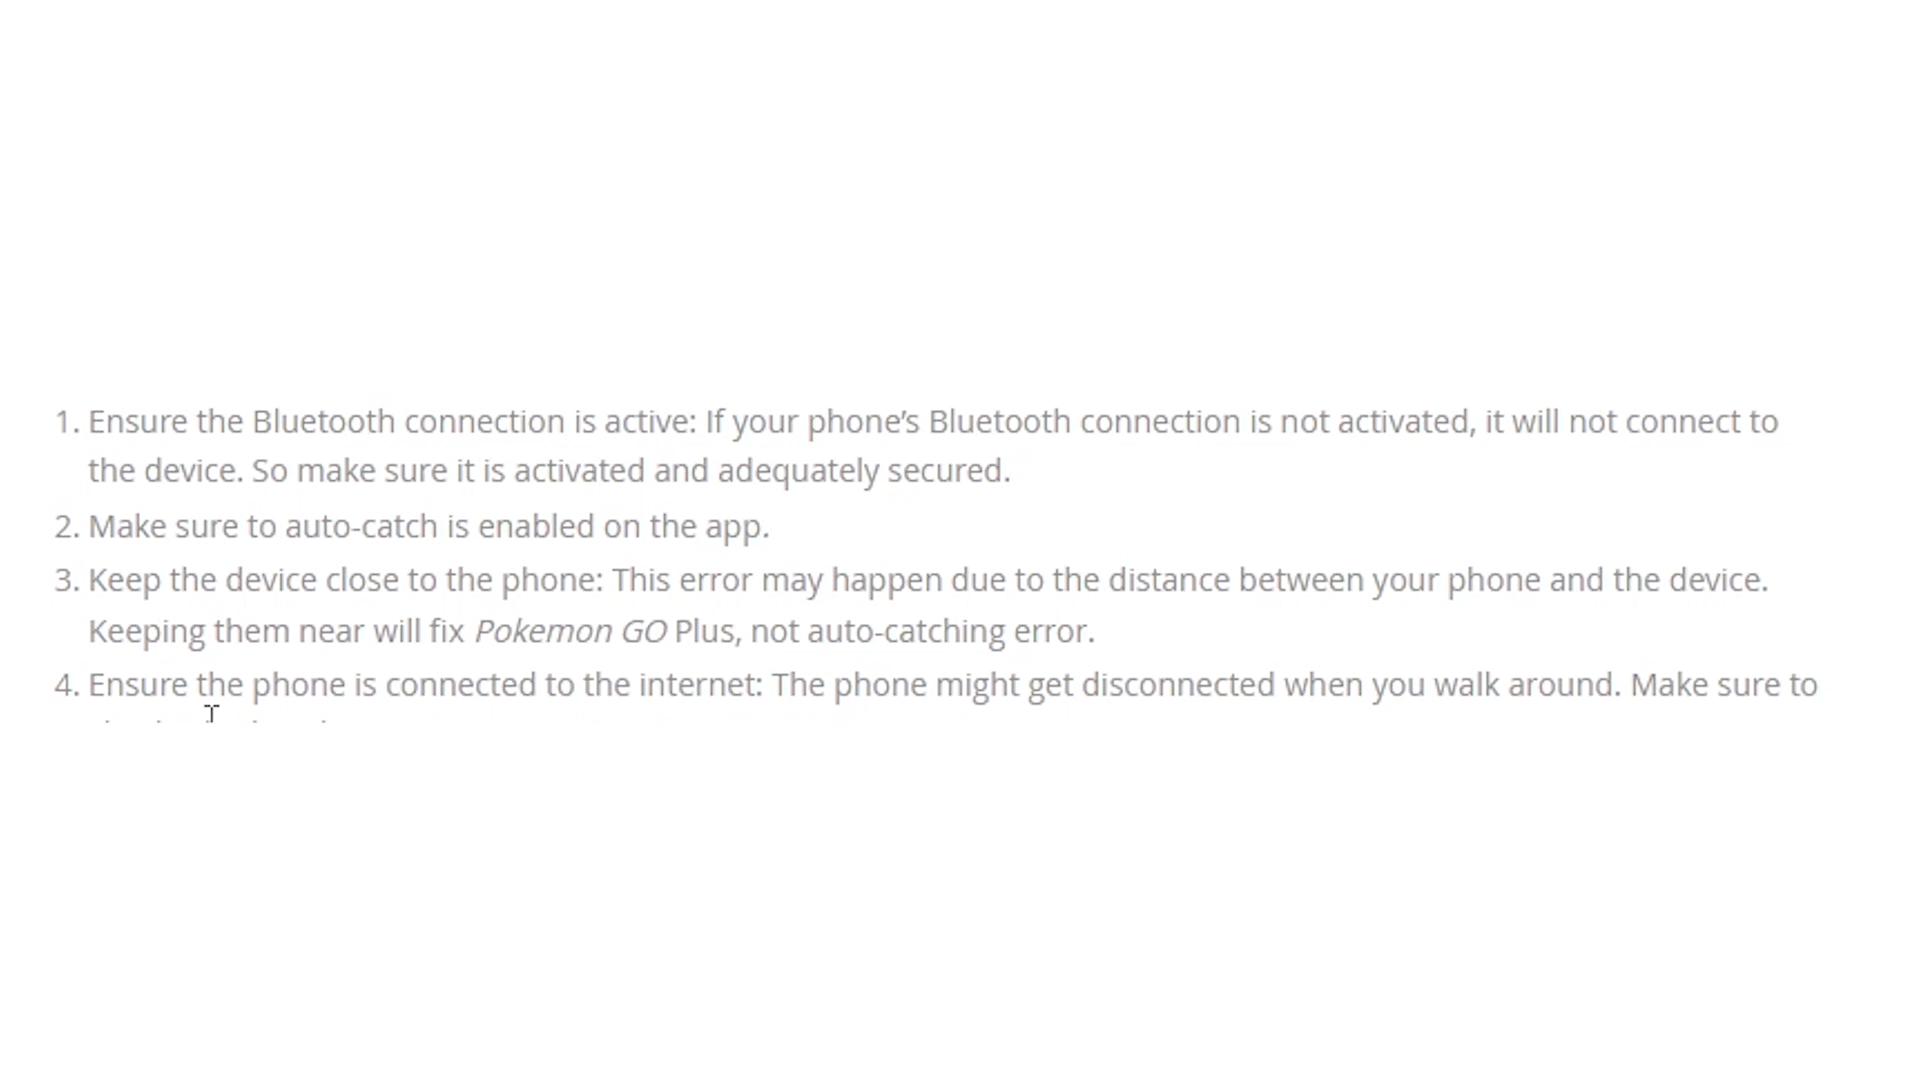 1. Ensure the Bluetooth connection is active: If your phone’s Bluetooth connection is not activated, it will not connect to
the device. So make sure it is activated and adequately secured.
2. Make sure to auto-catch is enabled on the app.
3. Keep the device close to the phone: This error may happen due to the distance between your phone and the device.
Keeping them near will fix Pokemon GO Plus, not auto-catching error.
4. Ensure the phone is connected to the internet: The phone might get disconnected when you walk around. Make sure to